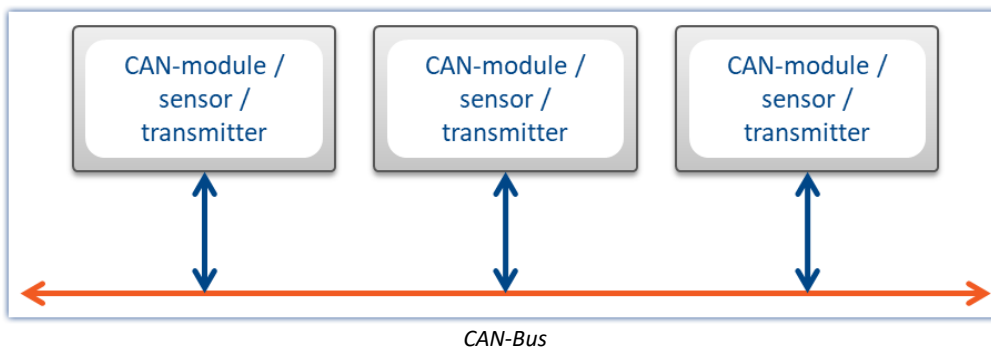 CAN-module /
sensor /
transmitter
CAN-module /
sensor /
transmitter
CAN-module /
sensor /
transmitter
CAN-Bus